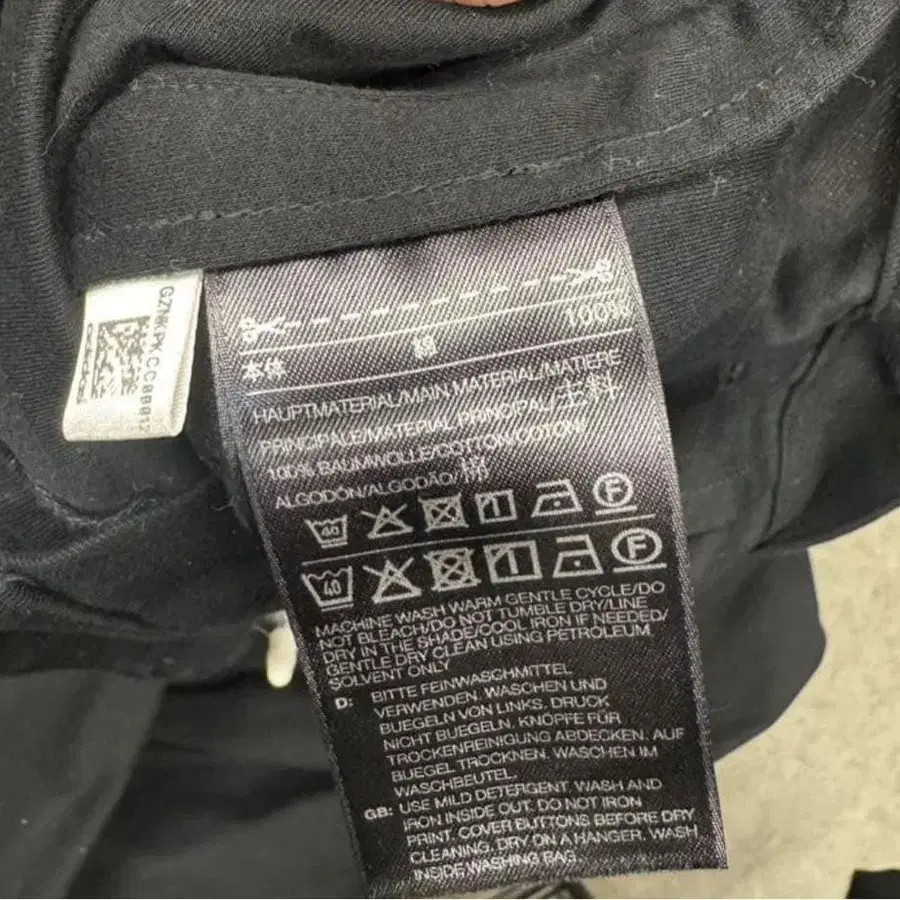 adidas
本体 綿 100%
HAUPTMATERIAL/MAIN MATERIAL/MATIERE
PRINCIPALE/MATERIAL PRINCIPAL/主料
100% BAUMWOLLE/COTTON/COTON/
ALGODÓN/ALGODÃO/棉
40
F
40
F
MACHINE WASH WARM GENTLE CYCLE/DO
NOT BLEACH/DO NOT TUMBLE DRY/LINE
DRY IN THE SHADE/COOL IRON IF NEEDED/
GENTLE DRY CLEAN USING PETROLEUM
SOLVENT ONLY
D: BITTE FEINWASCHMITTEL
VERWENDEN. WASCHEN UND
BUEGELN VON LINKS. DRUCK
NICHT BUEGELN. KNÖPFE FÜR
TROCKENREINIGUNG ABDECKEN. AUF
BUEGEL TROCKNEN. WASCHEN IM
WASCHBEUTEL.
GB: USE MILD DETERGENT. WASH AND
IRON INSIDE OUT. DO NOT IRON
PRINT. COVER BUTTONS BEFORE DRY
CLEANING. DRY ON A HANGER. WASH
INSIDE WASHING BAG.